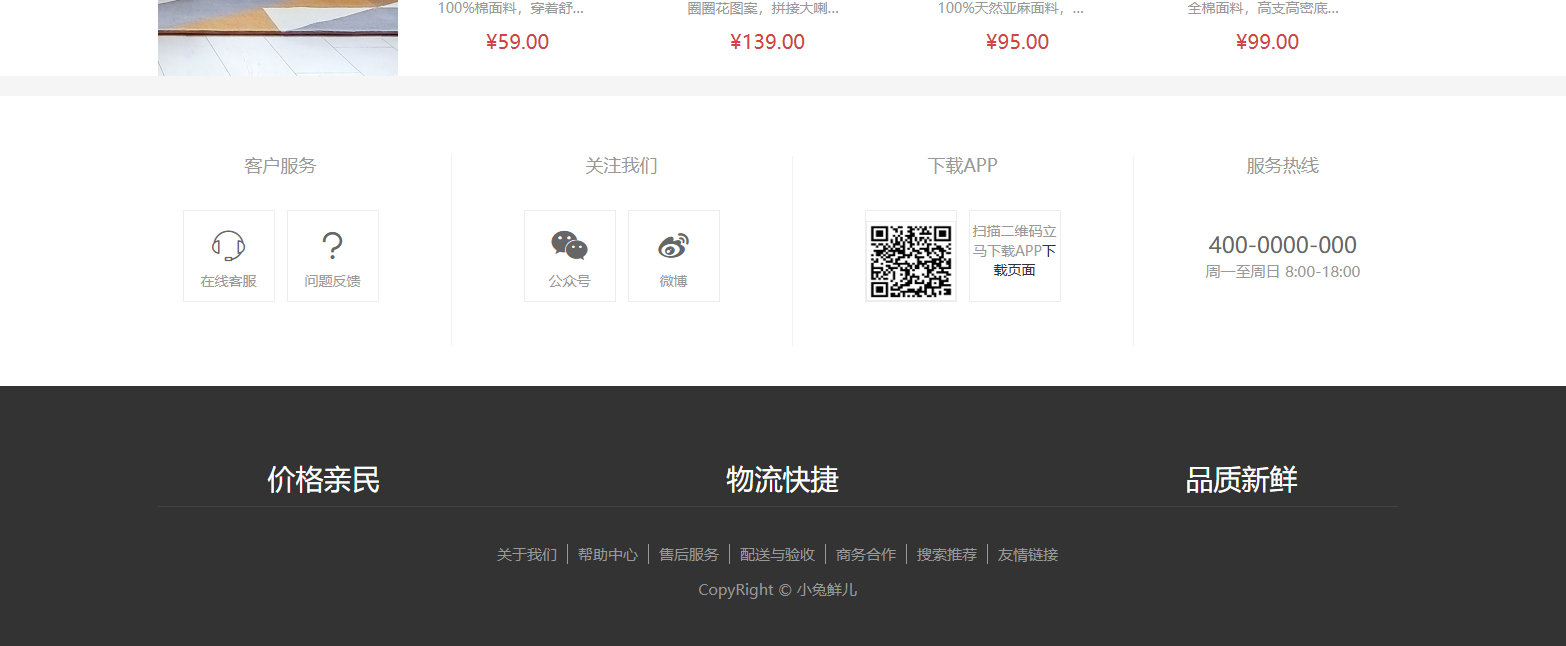 100%棉面料，穿着舒...
圈圈花图案，拼接大喇...
100%天然亚麻面料，...
全棉面料，高支高密底...
¥59.00
¥139.00
¥95.00
¥99.00
客户服务
关注我们
下载APP
服务热线
在线客服
问题反馈
公众号
微博
扫描二维码立
马下载APP下
载页面
400-0000-000
周一至周日 8:00-18:00
价格亲民
物流快捷
品质新鲜
关于我们
帮助中心
售后服务
配送与验收
商务合作
搜索推荐
友情链接
CopyRight © 小兔鲜儿